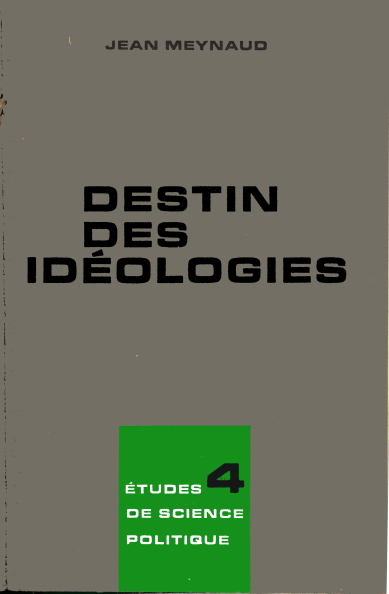 JEAN MEYNAUD
DESTIN
DES
IDÉOLOGIES
ÉTUDES 4
DE SCIENCE
POLITIQUE